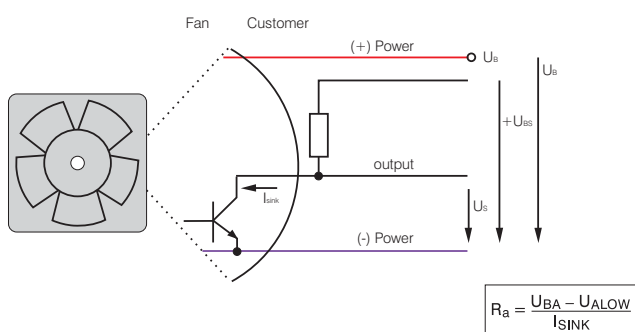 Fan Customer
(+) Power
UB
UB
+UBS
output
Isink
US
(-) Power
Ra = UBA – UALOW
ISINK